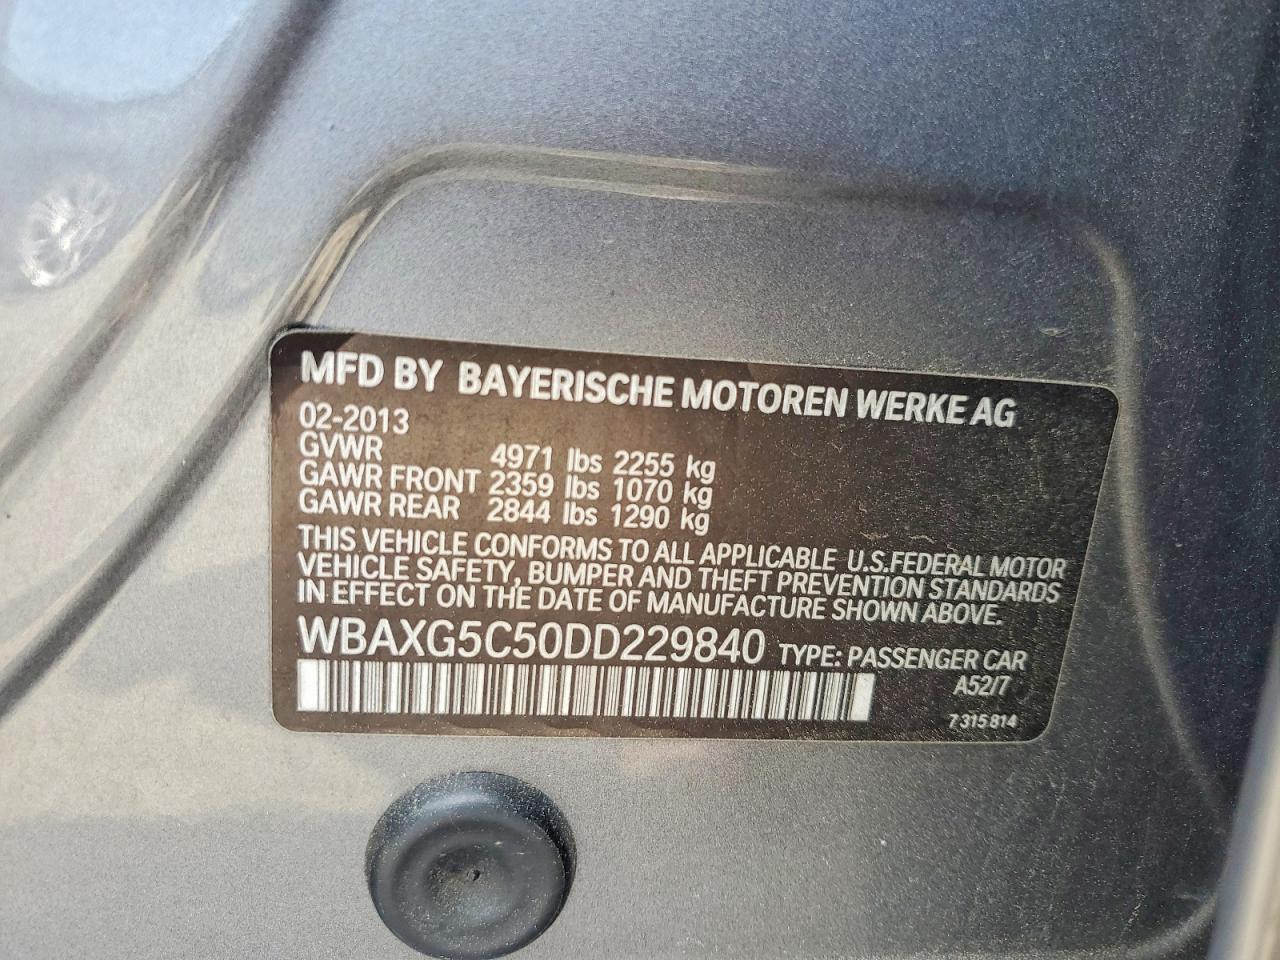 MFD BY BAYERISCHE MOTOREN WERKE AG
02-2013
GVWR 4971 lbs 2255 kg
GAWR FRONT 2359 lbs 1070 kg
GAWR REAR 2844 lbs 1290 kg
THIS VEHICLE CONFORMS TO ALL APPLICABLE U.S.FEDERAL MOTOR
VEHICLE SAFETY, BUMPER AND THEFT PREVENTION STANDARDS
IN EFFECT ON THE DATE OF MANUFACTURE SHOWN ABOVE.
WBAXG5C50DD229840 TYPE: PASSENGER CAR
A52/7
7 315 814